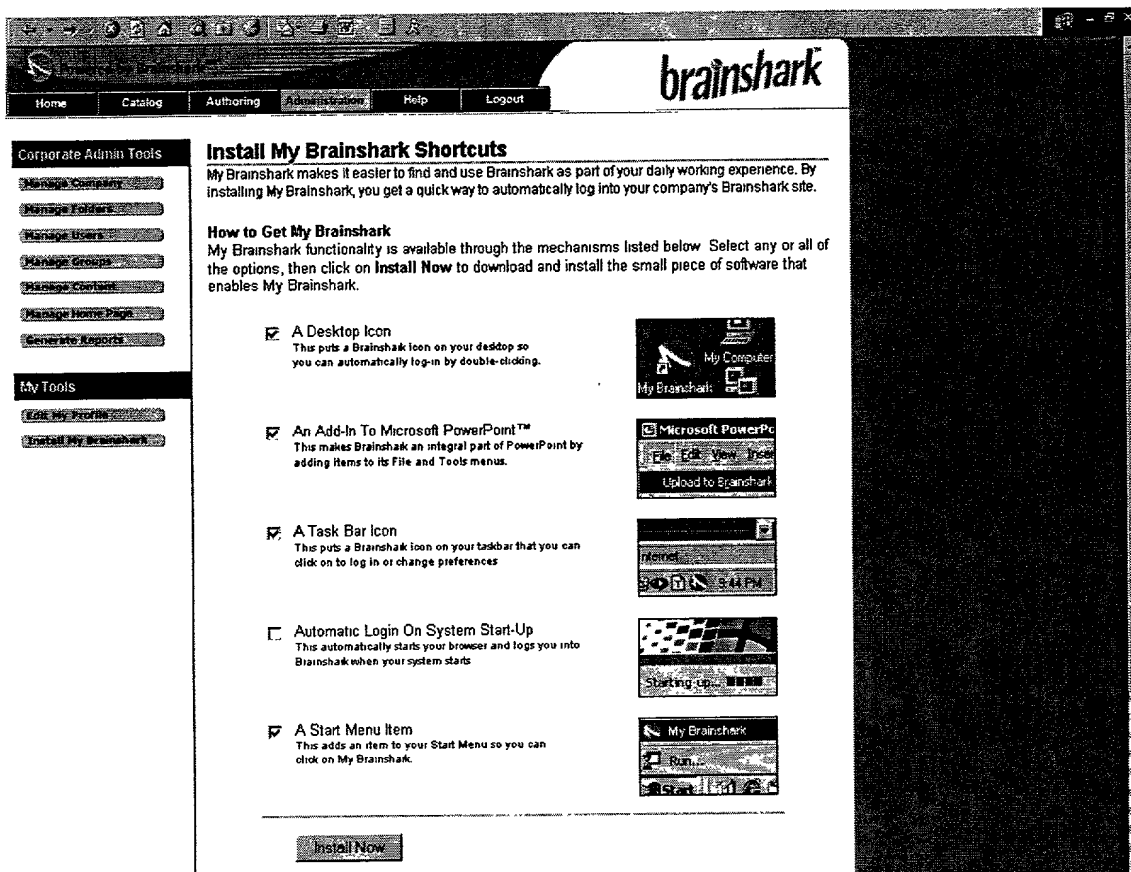 brainshark
Home Catalog Authoring Administration Help Logout
Corporate Admin Tools
Manage Company
Manage Folders
Manage Users
Manage Groups
Manage Content
Manage Home Page
Generate Reports
My Tools
Edit My Profile
Install My Brainshark
Install My Brainshark Shortcuts
My Brainshark makes it easier to find and use Brainshark as part of your daily working experience. By
installing My Brainshark, you get a quick way to automatically log into your company's Brainshark site.
How to Get My Brainshark
My Brainshark functionality is available through the mechanisms listed below Select any or all of
the options, then click on Install Now to download and install the small piece of software that
enables My Brainshark.
A Desktop Icon
This puts a Brainshark icon on your desktop so
you can automatically log-in by double-clicking.
My Computer
My Brainshark
An Add-In To Microsoft PowerPoint™
This makes Brainshark an integral part of PowerPoint by
adding items to its File and Tools menus.
Microsoft PowerPo
File Edit View Inser
Upload to Brainshark
A Task Bar Icon
This puts a Brainshark icon on your taskbar that you can
click on to log in or change preferences
nternet
3:44 PM
Automatic Login On System Start-Up
This automatically starts your browser and logs you into
Brainshark when your system starts
Starting up...
A Start Menu Item
This adds an item to your Start Menu so you can
click on My Brainshark.
My Brainshark
Run...
Start
Install Now